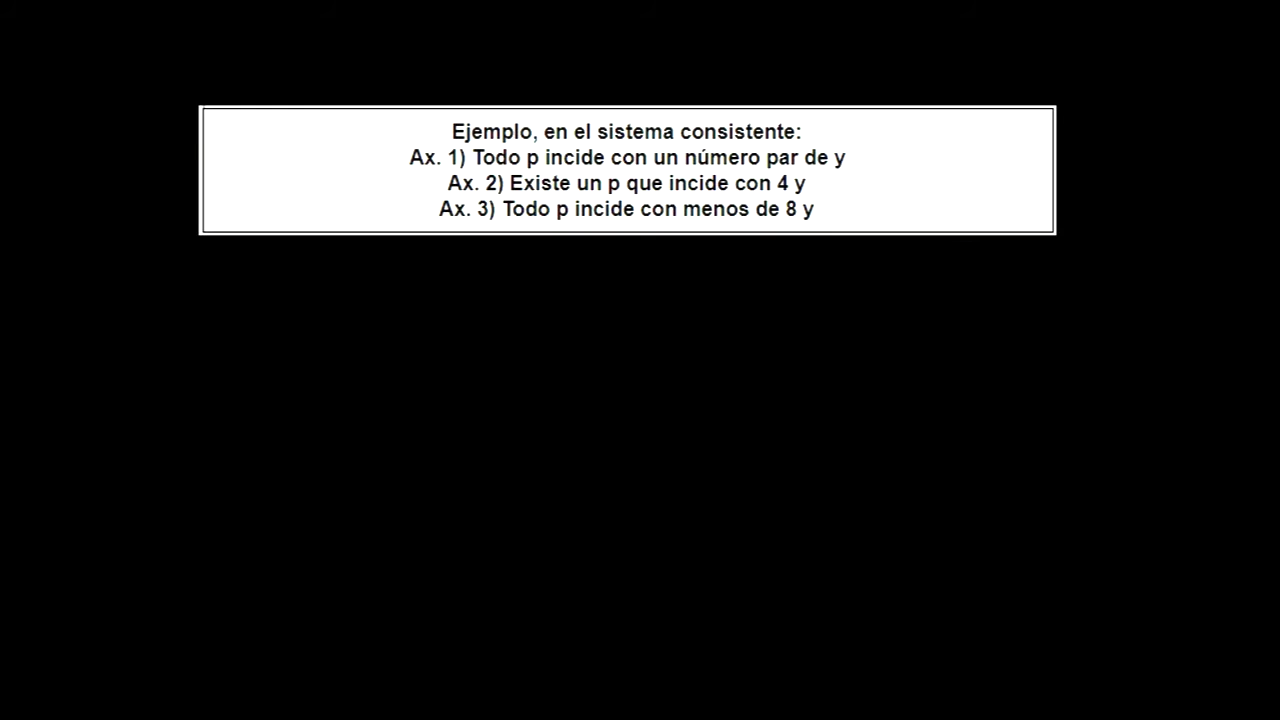 Ejemplo, en el sistema consistente:
Ax. 1) Todo p incide con un número par de y
Ax. 2) Existe un p que incide con 4 y
Ax. 3) Todo p incide con menos de 8 y